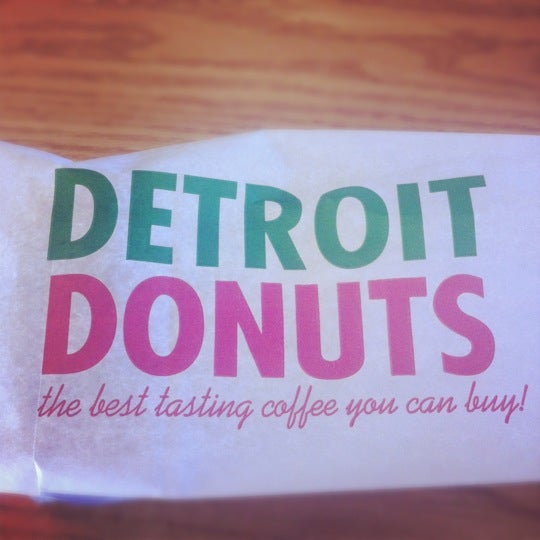 DETROIT
DONUTS
the best tasting coffee you can buy!